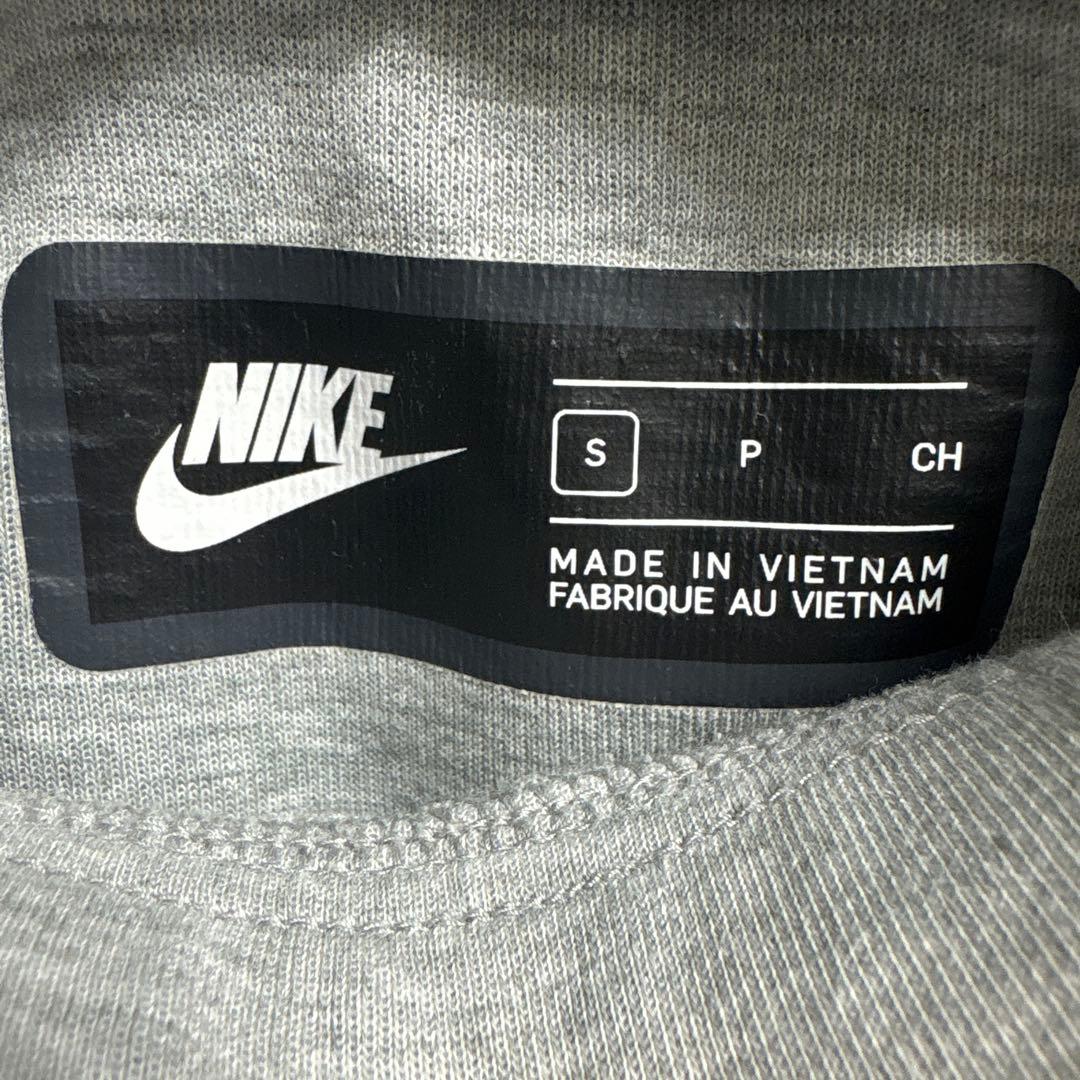 NIKE
S P CH
MADE IN VIETNAM
FABRIQUE AU VIETNAM